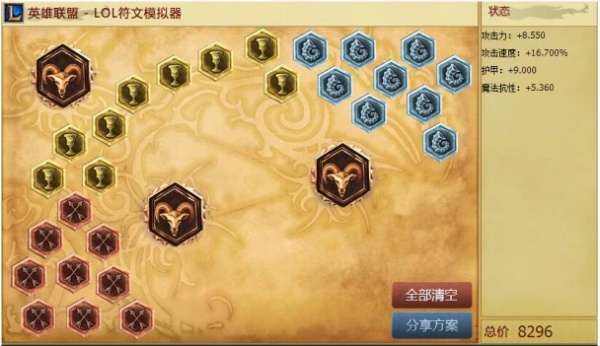 英雄联盟 - LOL符文模拟器
状态
攻击力：+8.550
攻击速度：+16.700%
护甲：+9.000
魔法抗性：+5.360
全部清空
分享方案
总价 8296